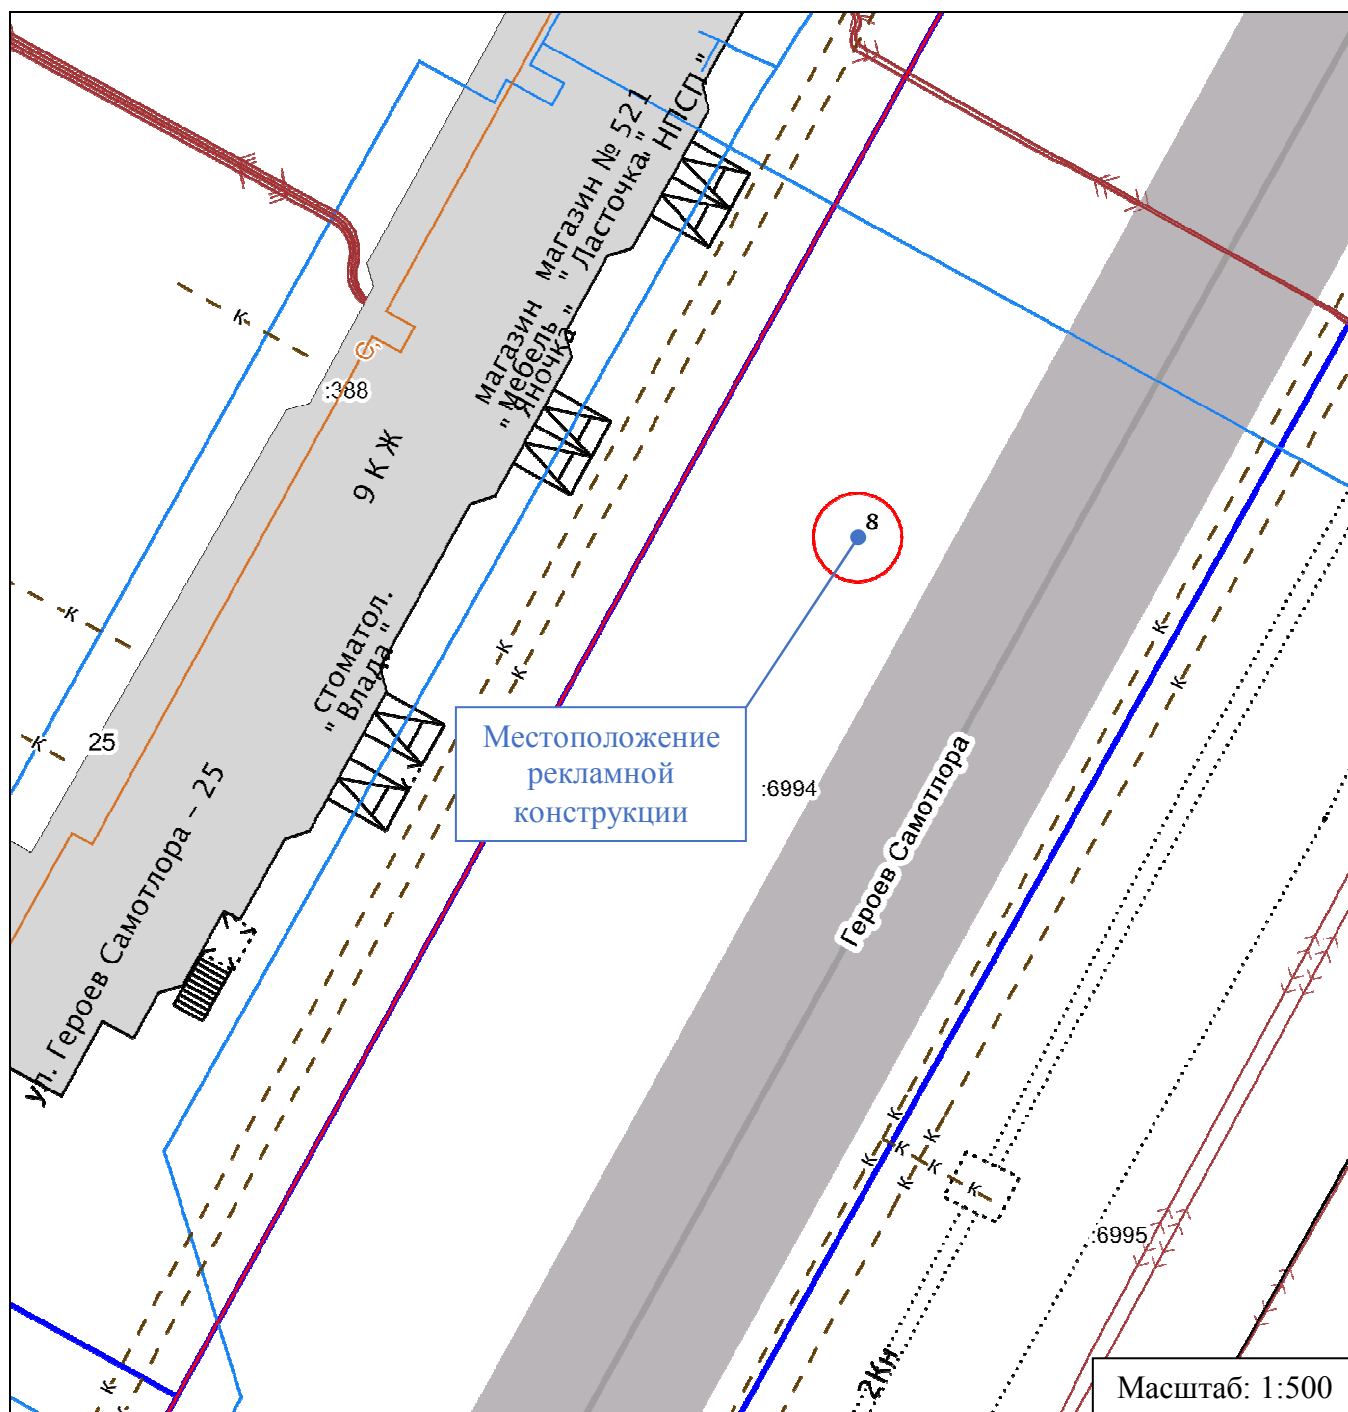 магазин № 521
" Ласточка "
НПСП "
магазин
" Мебель "
" Яночка "
к
G,
:388
9 К Ж
8
стоматол.
" Влада "
к
к
к
к
к
25
к
Местоположение
рекламной
конструкции
:6994
Героев Самотлора
ул. Героев Самотлора – 25
к
к
к
к
к
к
к
:6995
2Кн
к
к
Масштаб: 1:500